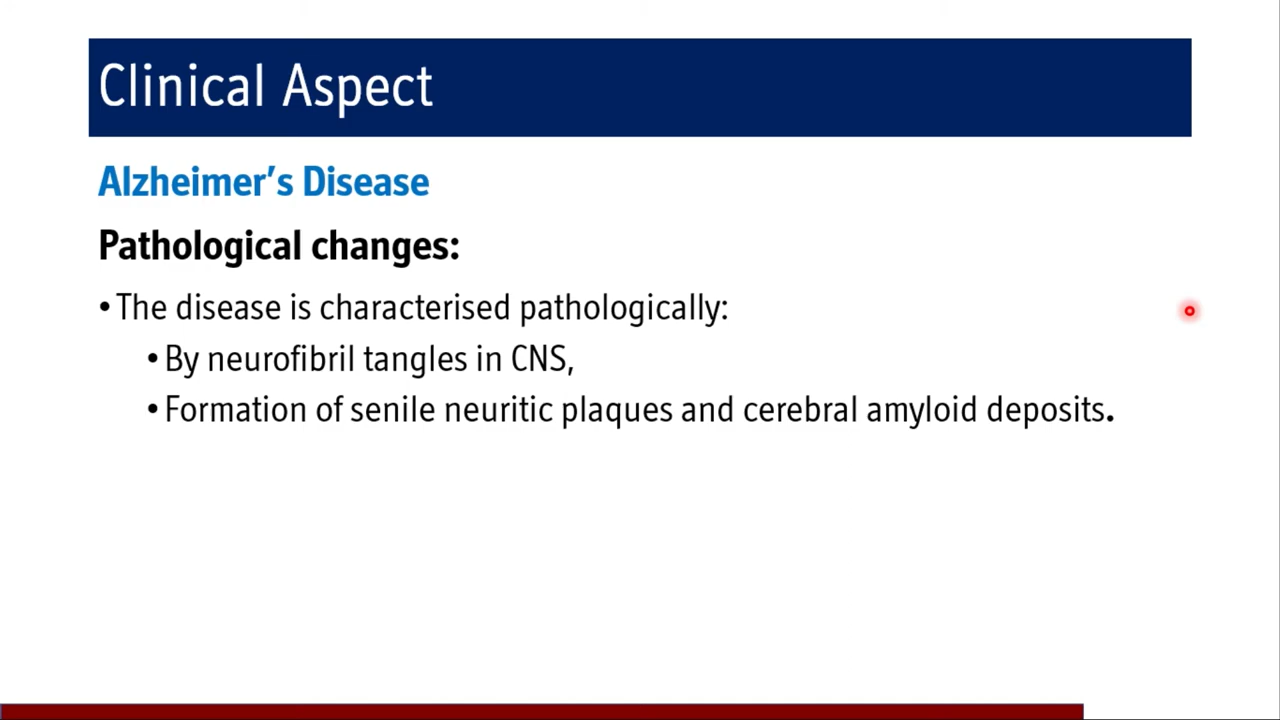 Clinical Aspect
Alzheimer’s Disease
Pathological changes:
• The disease is characterised pathologically:
• By neurofibril tangles in CNS,
• Formation of senile neuritic plaques and cerebral amyloid deposits.